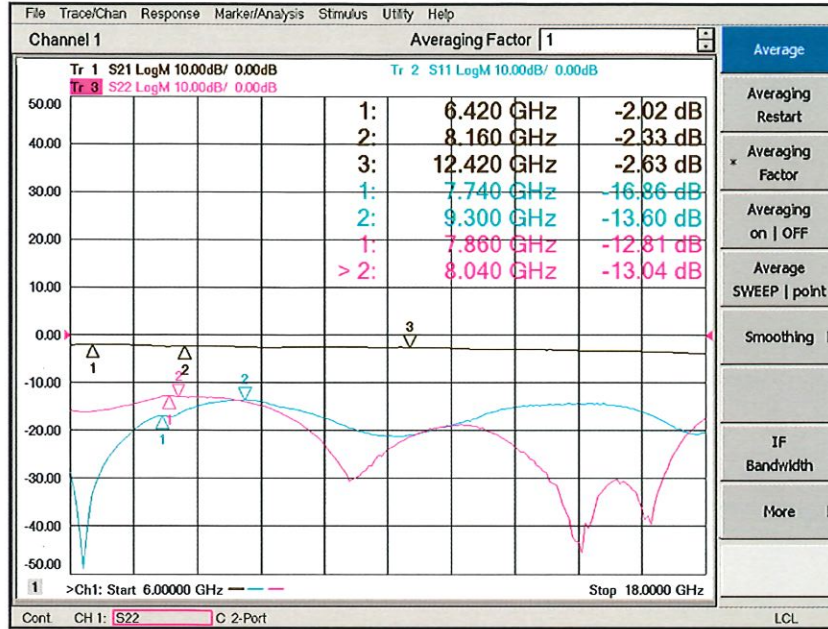 File Trace/Chan Response Marker/Analysis Stimulus Utility Help
Channel 1 Averaging Factor 1
Tr 1 S21 LogM 10.00dB/ 0.00dB Tr 2 S11 LogM 10.00dB/ 0.00dB
Tr 3 S22 LogM 10.00dB/ 0.00dB
50.00
40.00
30.00
20.00
10.00
0.00
-10.00
-20.00
-30.00
-40.00
-50.00
1: 6.420 GHz -2.02 dB
2: 8.160 GHz -2.33 dB
3: 12.420 GHz -2.63 dB
1: 7.740 GHz -16.86 dB
2: 9.300 GHz -13.60 dB
1: 7.860 GHz -12.81 dB
> 2: 8.040 GHz -13.04 dB
3
1
2
2
2
1
1
1 >Ch1: Start 6.00000 GHz Stop 18.0000 GHz
Cont. CH 1: S22 C 2-Port LCL
Average
Averaging
Restart
* Averaging
Factor
Averaging
on | OFF
Average
SWEEP | point
Smoothing
IF
Bandwidth
More